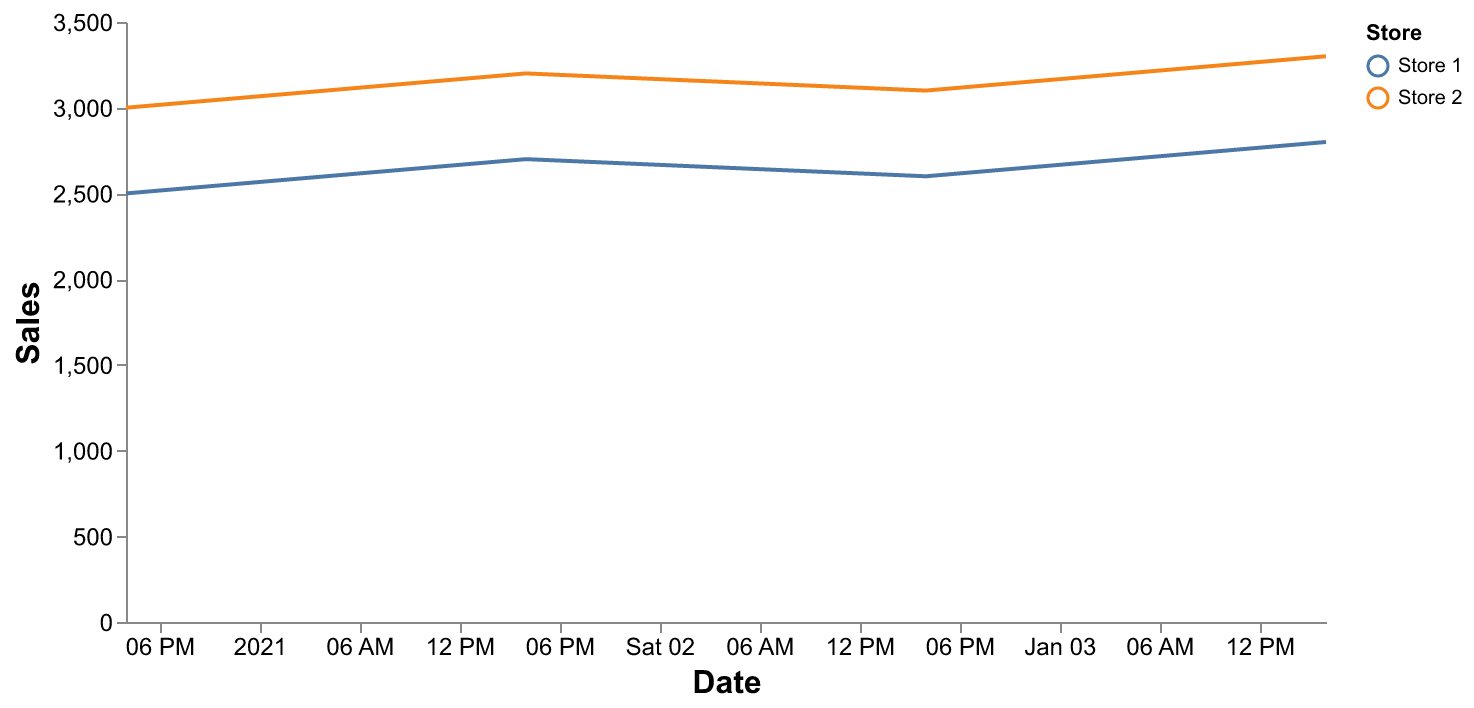 3,500
3,000
2,500
2,000
1,500
1,000
500
0
Sales
06 PM 2021 06 AM 12 PM 06 PM Sat 02 06 AM 12 PM 06 PM Jan 03 06 AM 12 PM
Date
Store
Store 1
Store 2